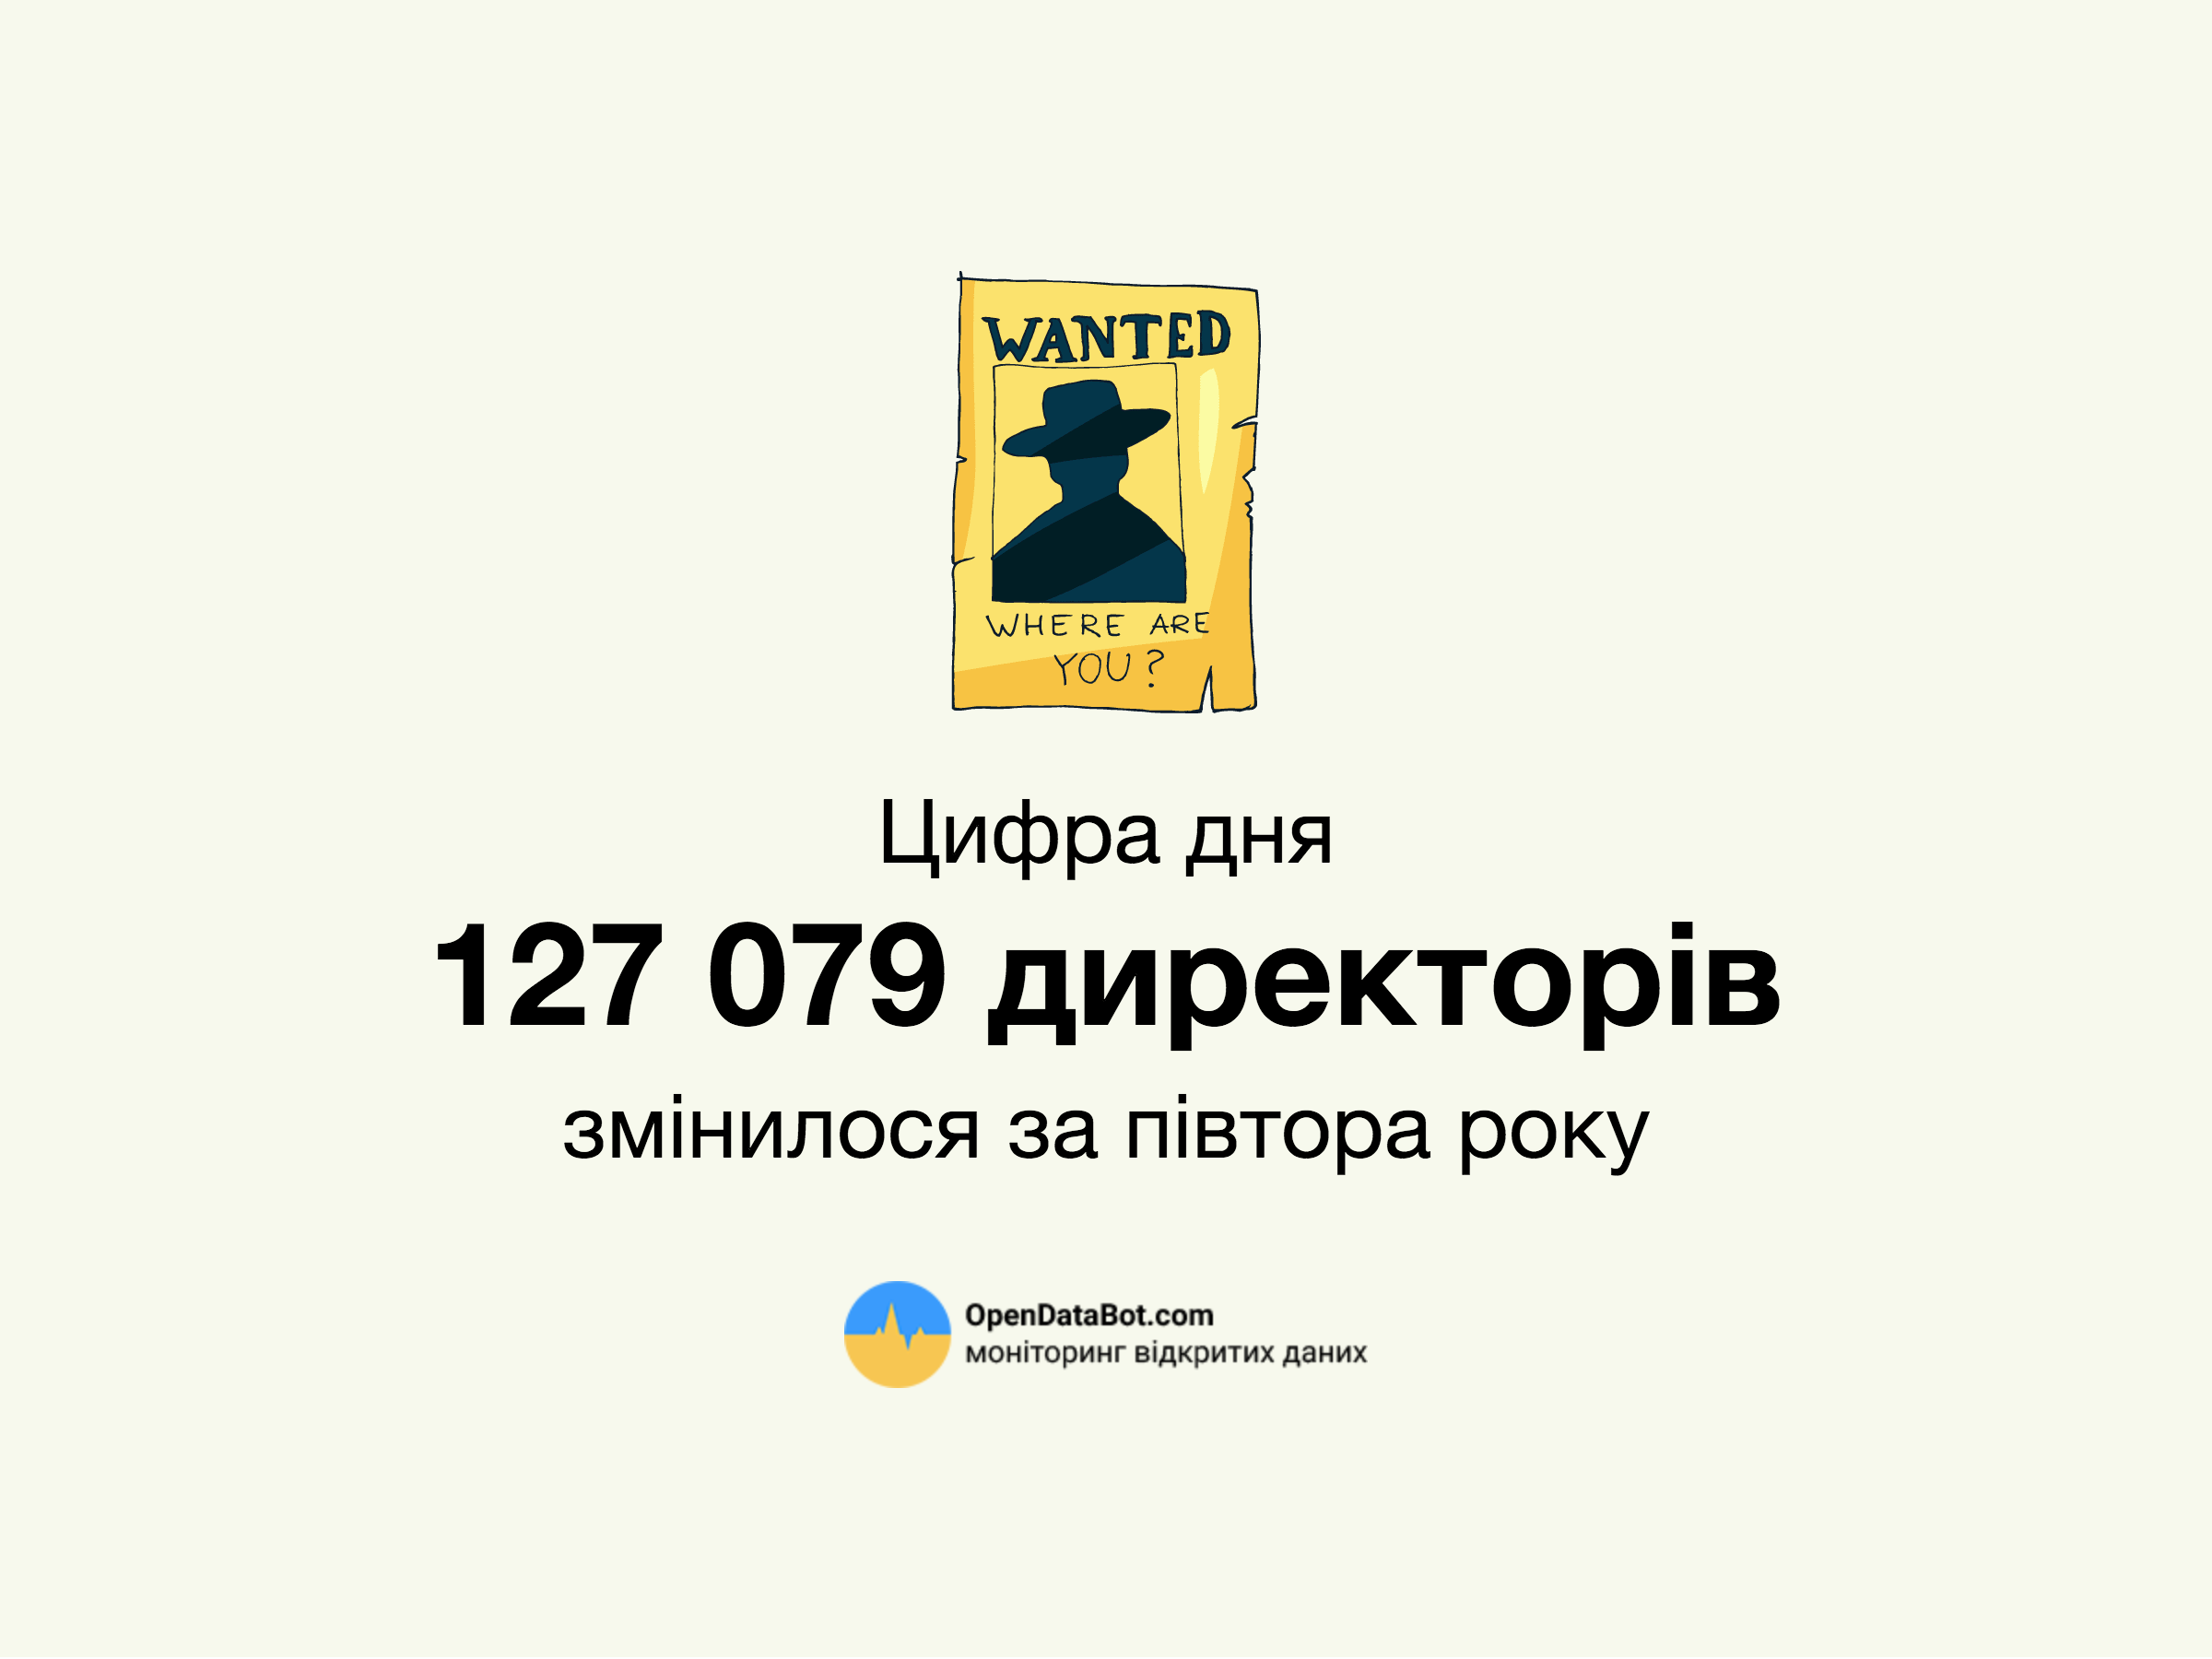 WANTED
WHERE ARE
YOU?
Цифра дня
127 079 директорів
змінилося за півтора року
OpenDataBot.com
моніторинг відкритих даних